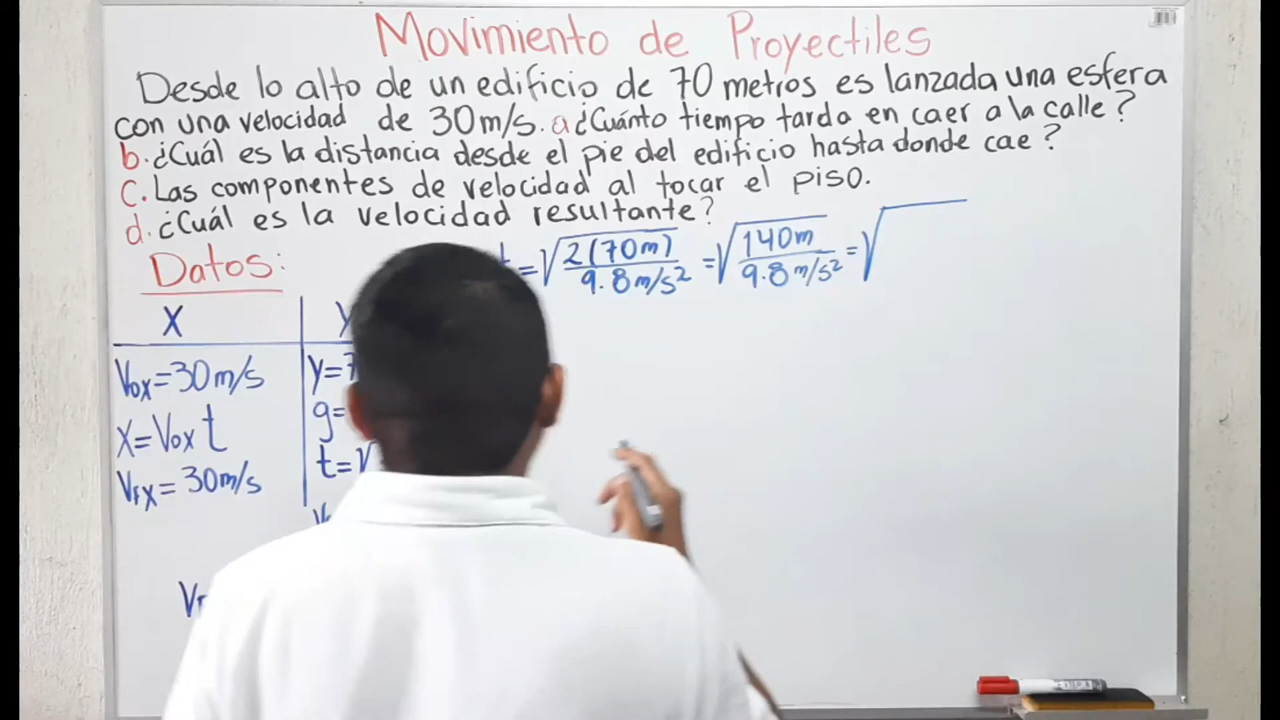 Movimiento de Proyectiles
Desde lo alto de un edificio de 70 metros es lanzada una esfera
con una velocidad de 30m/s. a¿Cuánto tiempo tarda en caer a la calle?
b. ¿Cuál es la distancia desde el pie del edificio hasta donde cae?
C. Las componentes de velocidad al tocar el piso.
d. ¿Cuál es la velocidad resultante?
Datos:
t=√2(70m)/9.8m/s² =√140m/9.8m/s² =√
X
Y
Vox=30m/s
y=7
X=Vox t
g=
VFX=30m/s
t=√